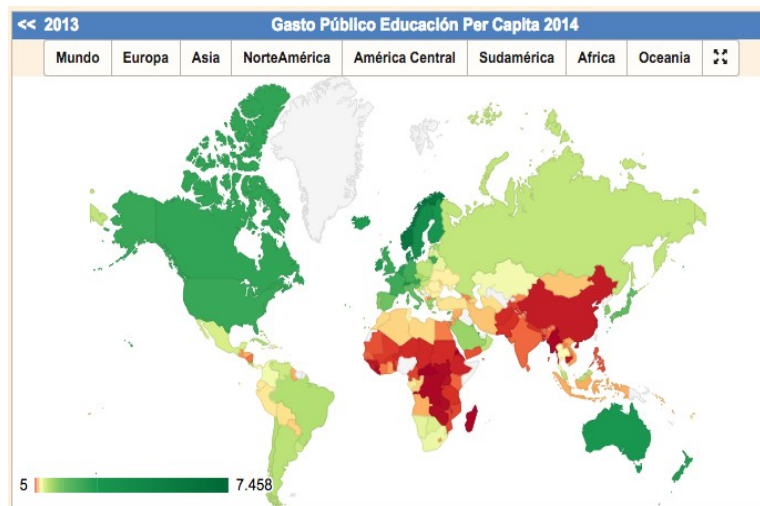 << 2013 Gasto Público Educación Per Capita 2014
Mundo Europa Asia NorteAmérica América Central Sudamérica Africa Oceania
5 7.458